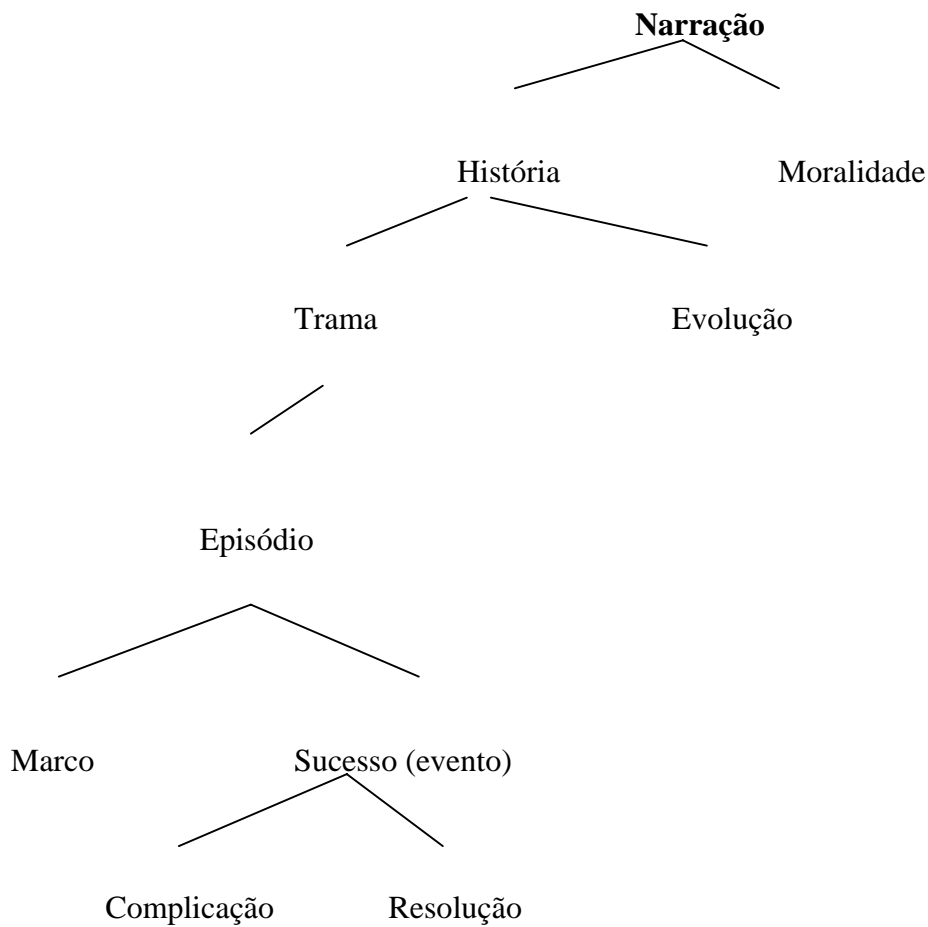 Narração
História Moralidade
Trama Evolução
Episódio
Marco Sucesso (evento)
Complicação Resolução